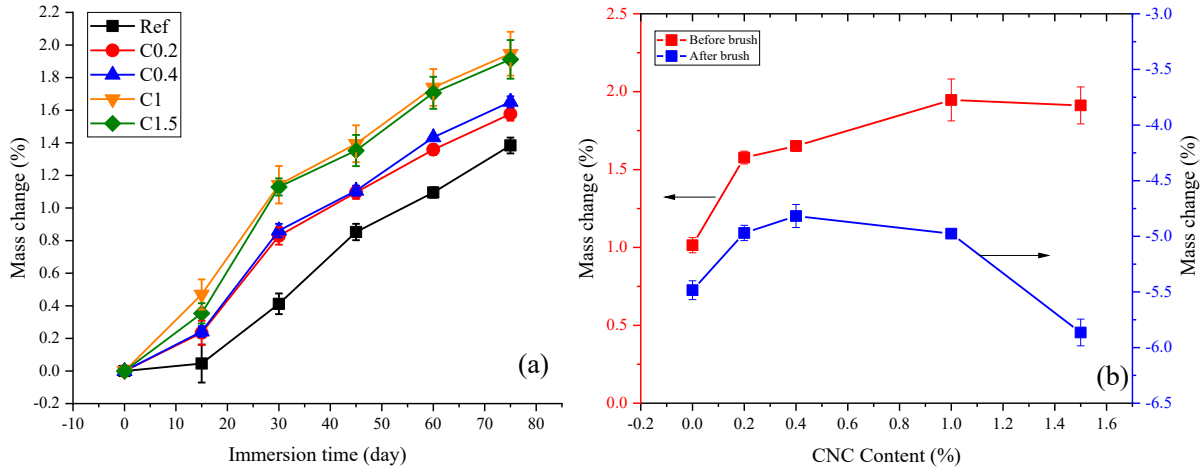 Ref
C0.2
C0.4
C1
C1.5
2.2
2.0
1.8
1.6
1.4
1.2
1.0
0.8
0.6
0.4
0.2
0.0
-0.2
Mass change (%)
(a)
-10 0 10 20 30 40 50 60 70 80
Immersion time (day)
Before brush
After brush
2.5
2.0
1.5
1.0
0.5
0.0
Mass change (%)
-3.0
-3.5
-4.0
-4.5
-5.0
-5.5
-6.0
-6.5
Mass change (%)
(b)
-0.2 0.0 0.2 0.4 0.6 0.8 1.0 1.2 1.4 1.6
CNC Content (%)